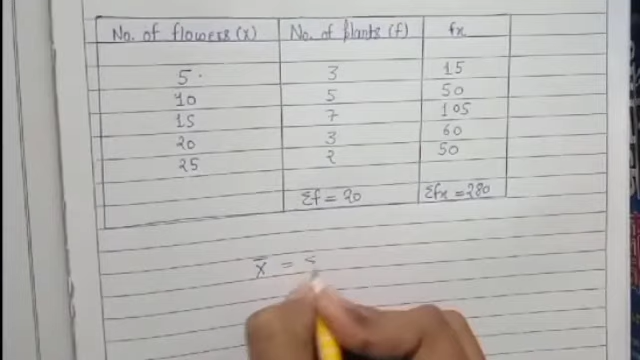 No. of flowers (x) No. of plants (f) fx
5 3 15
10 5 50
15 7 105
20 3 60
25 2 50
Σf = 20 Σfx = 280
x̄ =